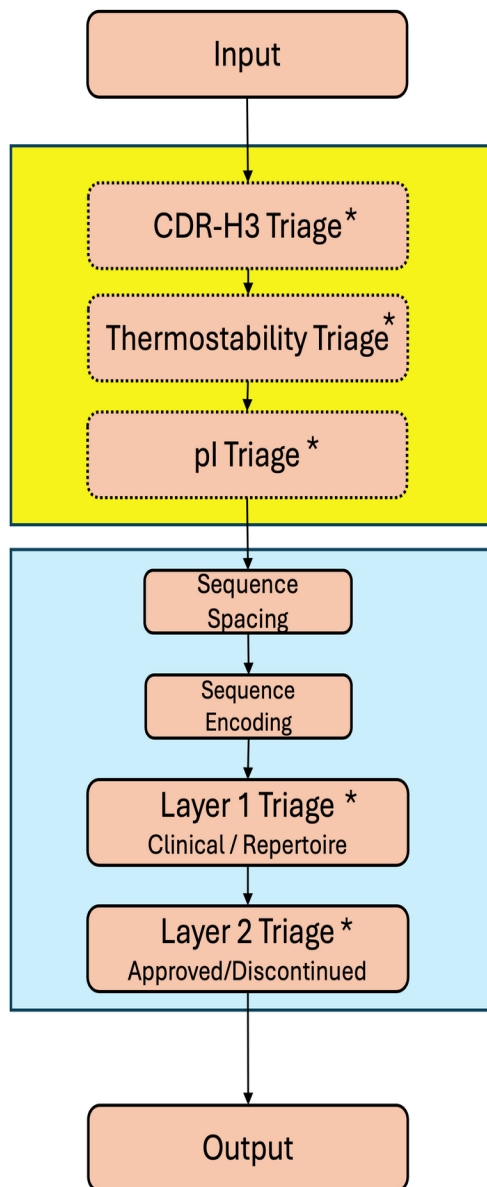 Input
CDR-H3 Triage*
Thermostability Triage*
pI Triage *
Sequence
Spacing
Sequence
Encoding
Layer 1 Triage *
Clinical / Repertoire
Layer 2 Triage *
Approved/Discontinued
Output